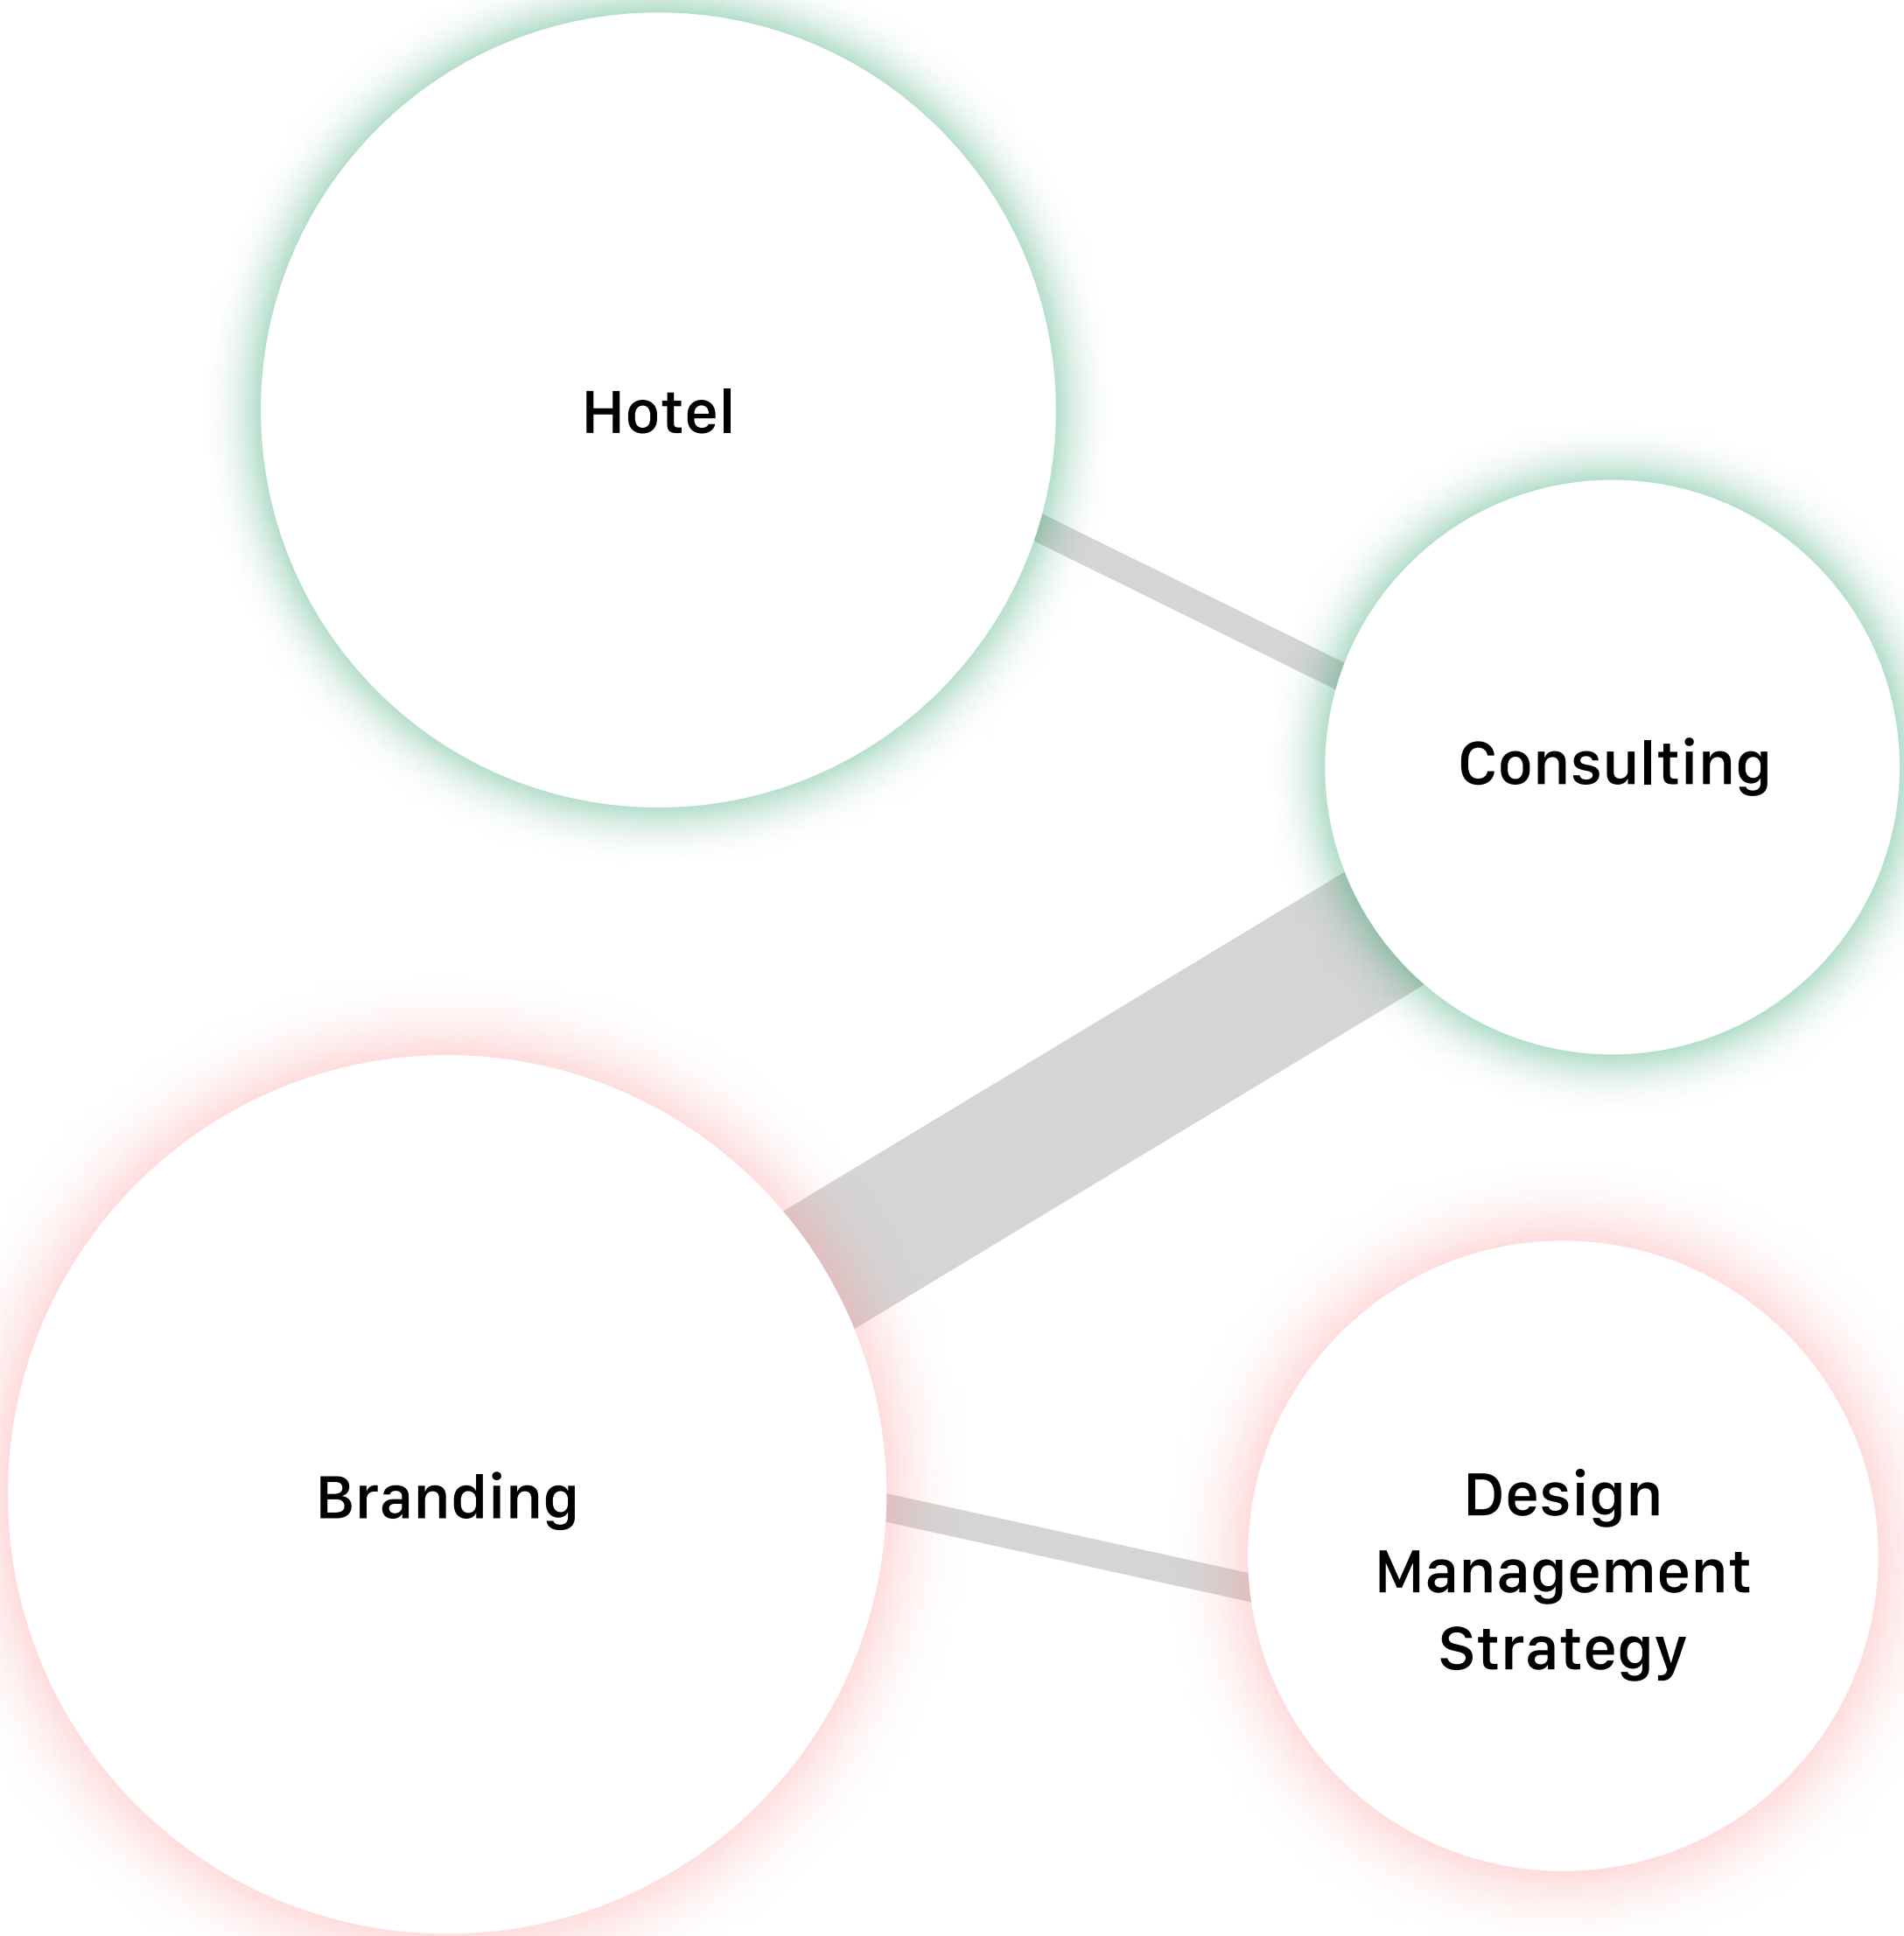 Hotel
Consulting
Branding
Design
Management
Strategy